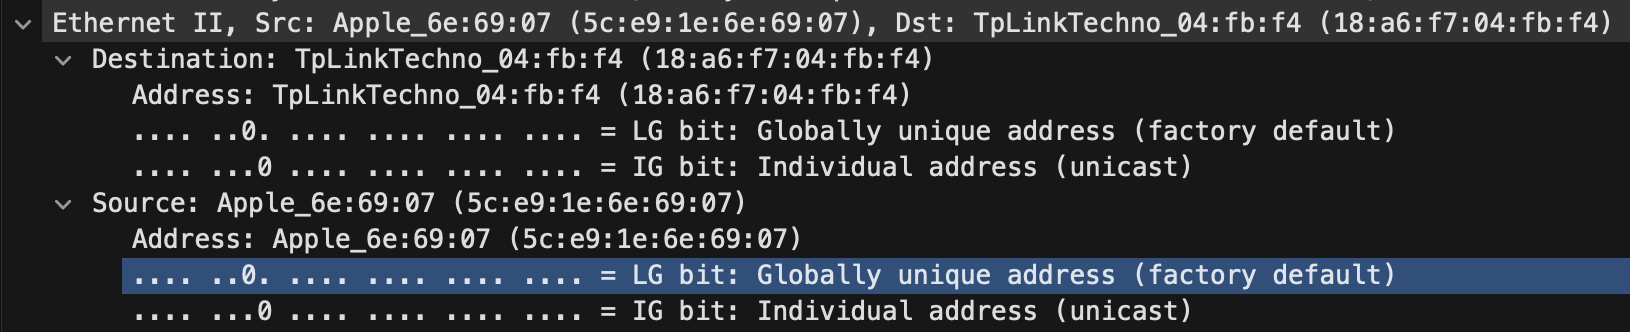 Ethernet II, Src: Apple_6e:69:07 (5c:e9:1e:6e:69:07), Dst: TpLinkTechno_04:fb:f4 (18:a6:f7:04:fb:f4)
Destination: TpLinkTechno_04:fb:f4 (18:a6:f7:04:fb:f4)
Address: TpLinkTechno_04:fb:f4 (18:a6:f7:04:fb:f4)
.... ..0. .... .... .... .... = LG bit: Globally unique address (factory default)
.... ...0 .... .... .... .... = IG bit: Individual address (unicast)
Source: Apple_6e:69:07 (5c:e9:1e:6e:69:07)
Address: Apple_6e:69:07 (5c:e9:1e:6e:69:07)
.... ..0. .... .... .... .... = LG bit: Globally unique address (factory default)
.... ...0 .... .... .... .... = IG bit: Individual address (unicast)